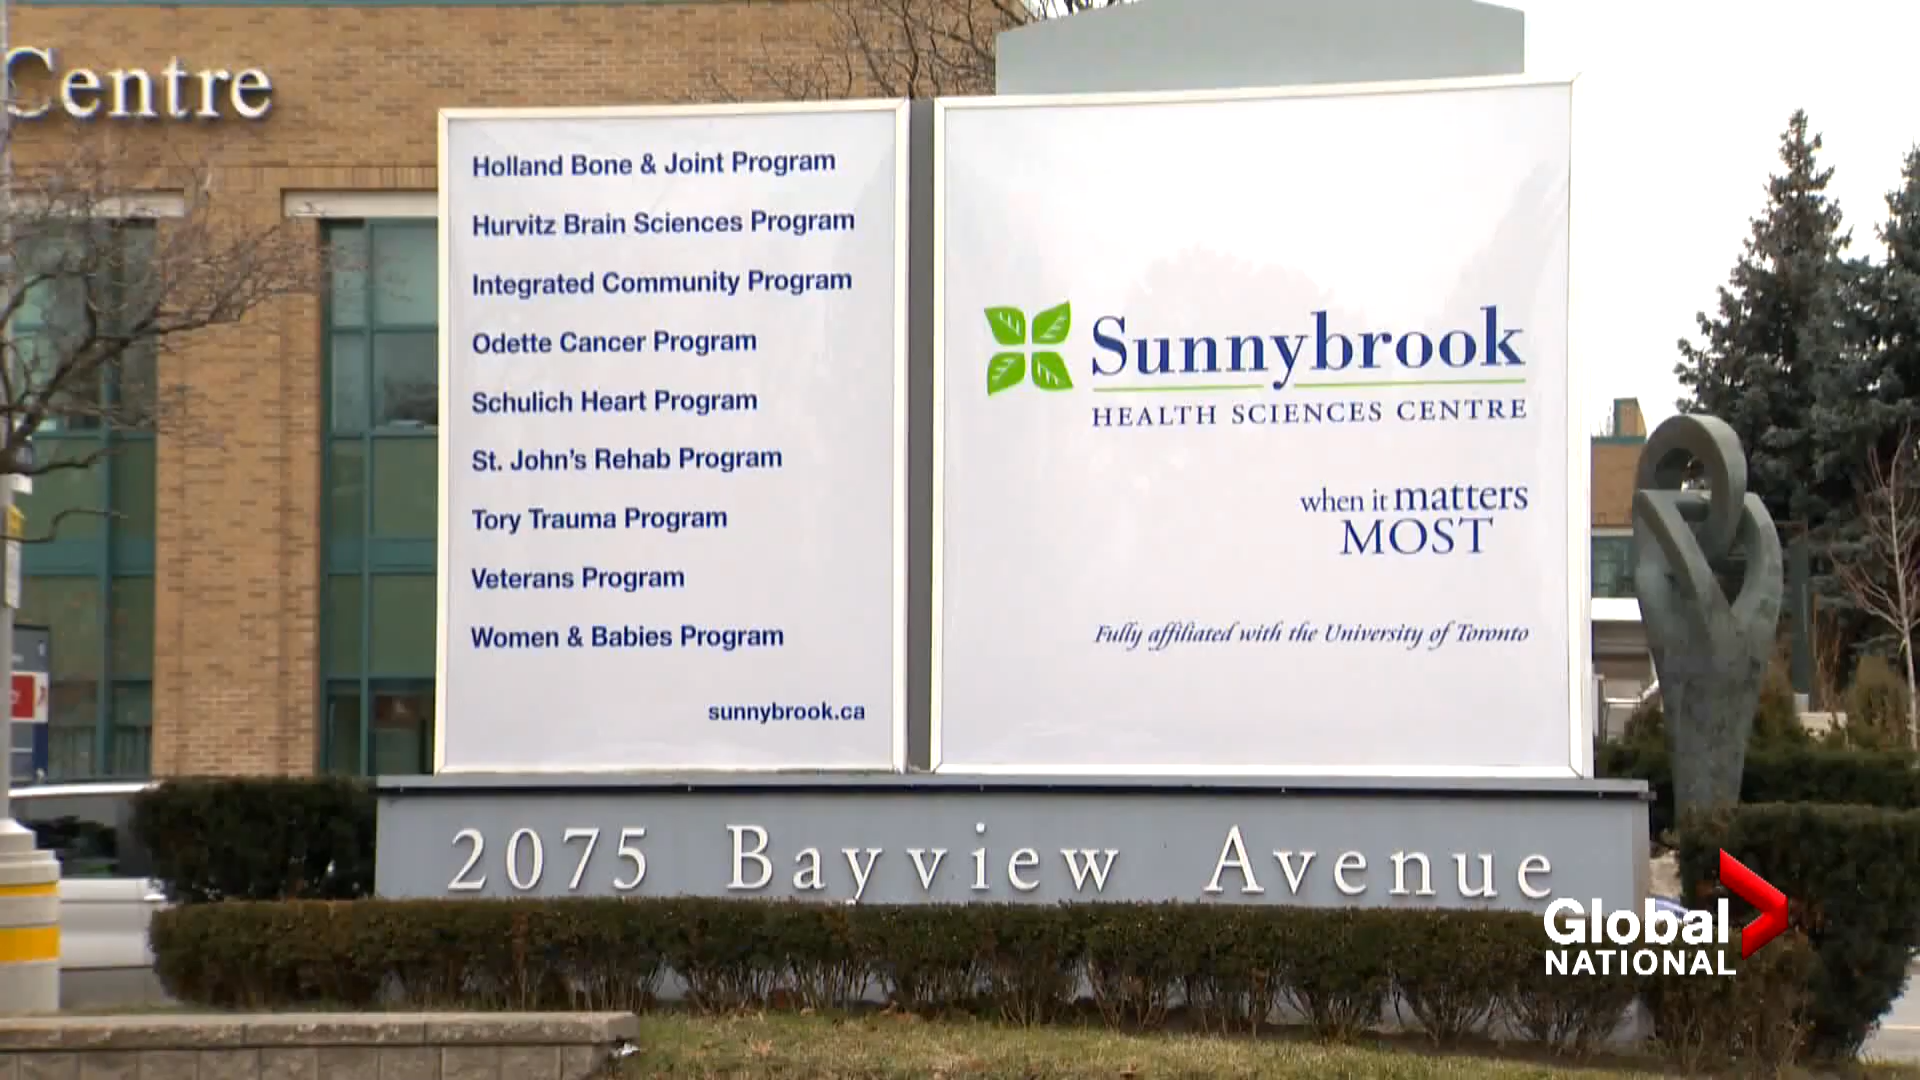 Centre
Holland Bone & Joint Program
Hurvitz Brain Sciences Program
Integrated Community Program
Odette Cancer Program
Schulich Heart Program
St. John's Rehab Program
Tory Trauma Program
Veterans Program
Women & Babies Program
sunnybrook.ca
Sunnybrook
HEALTH SCIENCES CENTRE
when it matters
MOST
Fully affiliated with the University of Toronto
2075 Bayview Avenue
Global
NATIONAL